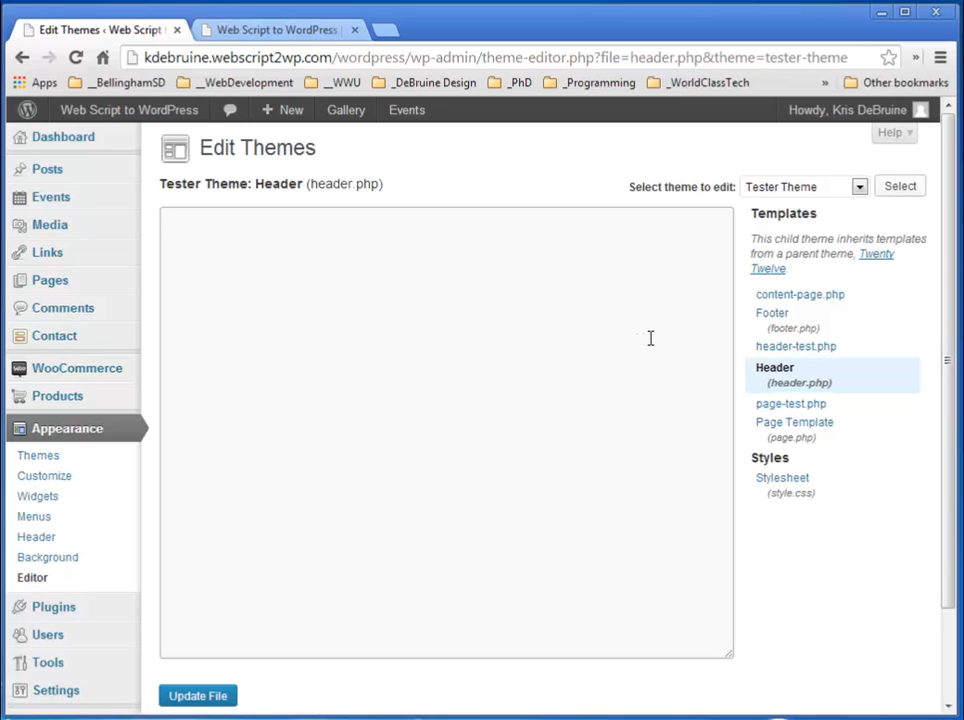 Edit Themes ‹ Web Script
Web Script to WordPress
kdebruine.webscript2wp.com/wordpress/wp-admin/theme-editor.php?file=header.php&theme=tester-theme
Apps __BellinghamSD __WebDevelopment __WWU _DeBruine Design _PhD _Programming _WorldClassTech » Other bookmarks
Web Script to WordPress + New Gallery Events Howdy, Kris DeBruine
Help
Dashboard
Posts
Events
Media
Links
Pages
Comments
Contact
WooCommerce
Products
Appearance
Themes
Customize
Widgets
Menus
Header
Background
Editor
Plugins
Users
Tools
Settings
Edit Themes
Tester Theme: Header (header.php)
Select theme to edit: Tester Theme Select
Templates
This child theme inherits templates
from a parent theme, Twenty
Twelve.
content-page.php
Footer
(footer.php)
header-test.php
Header
(header.php)
page-test.php
Page Template
(page.php)
Styles
Stylesheet
(style.css)
Update File